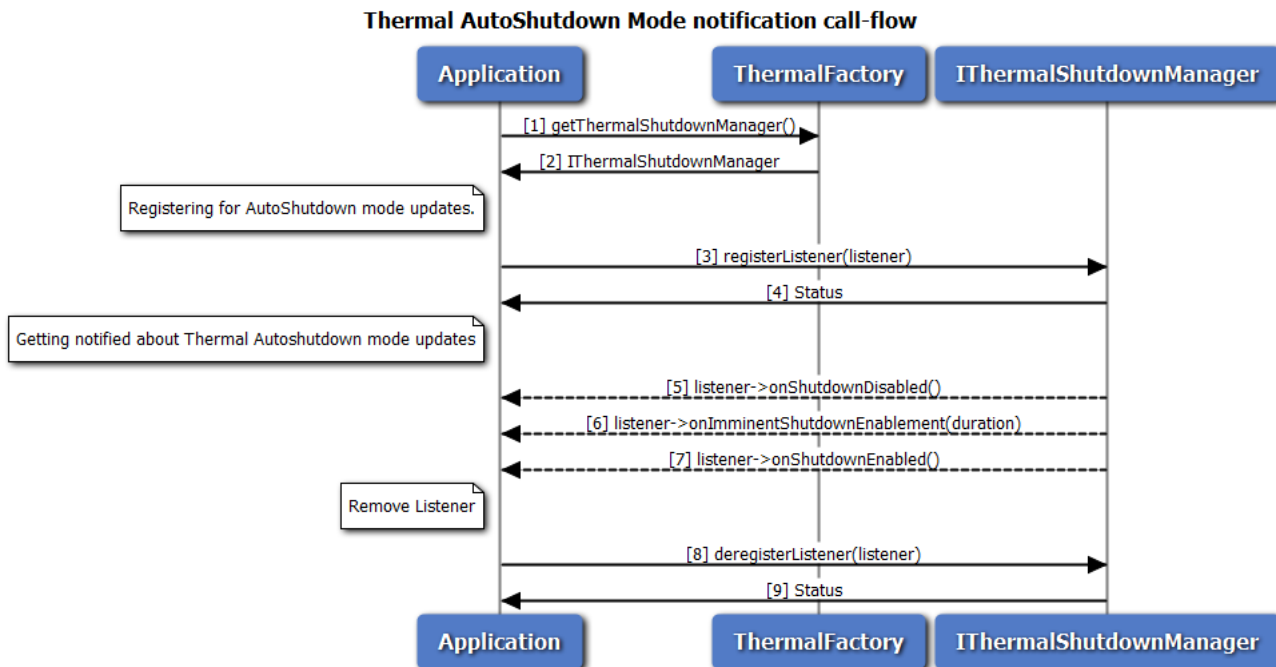 Thermal AutoShutdown Mode notification call-flow
Application
ThermalFactory
IThermalShutdownManager
[1] getThermalShutdownManager()
[2] IThermalShutdownManager
Registering for AutoShutdown mode updates.
[3] registerListener(listener)
[4] Status
Getting notified about Thermal Autoshutdown mode updates
[5] listener->onShutdownDisabled()
[6] listener->onImminentShutdownEnablement(duration)
[7] listener->onShutdownEnabled()
Remove Listener
[8] deregisterListener(listener)
[9] Status
Application
ThermalFactory
IThermalShutdownManager